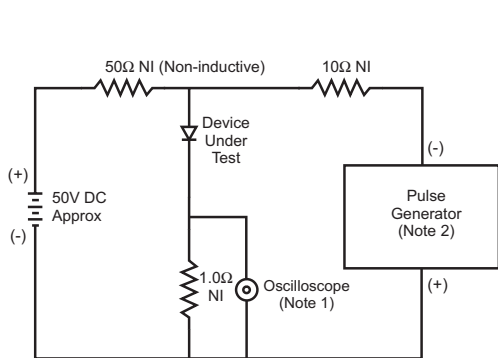 50Ω NI (Non-inductive)
10Ω NI
Device
Under
Test
(+)
50V DC
Approx
(-)
(-)
Pulse
Generator
(Note 2)
(+)
1.0Ω
NI
Oscilloscope
(Note 1)